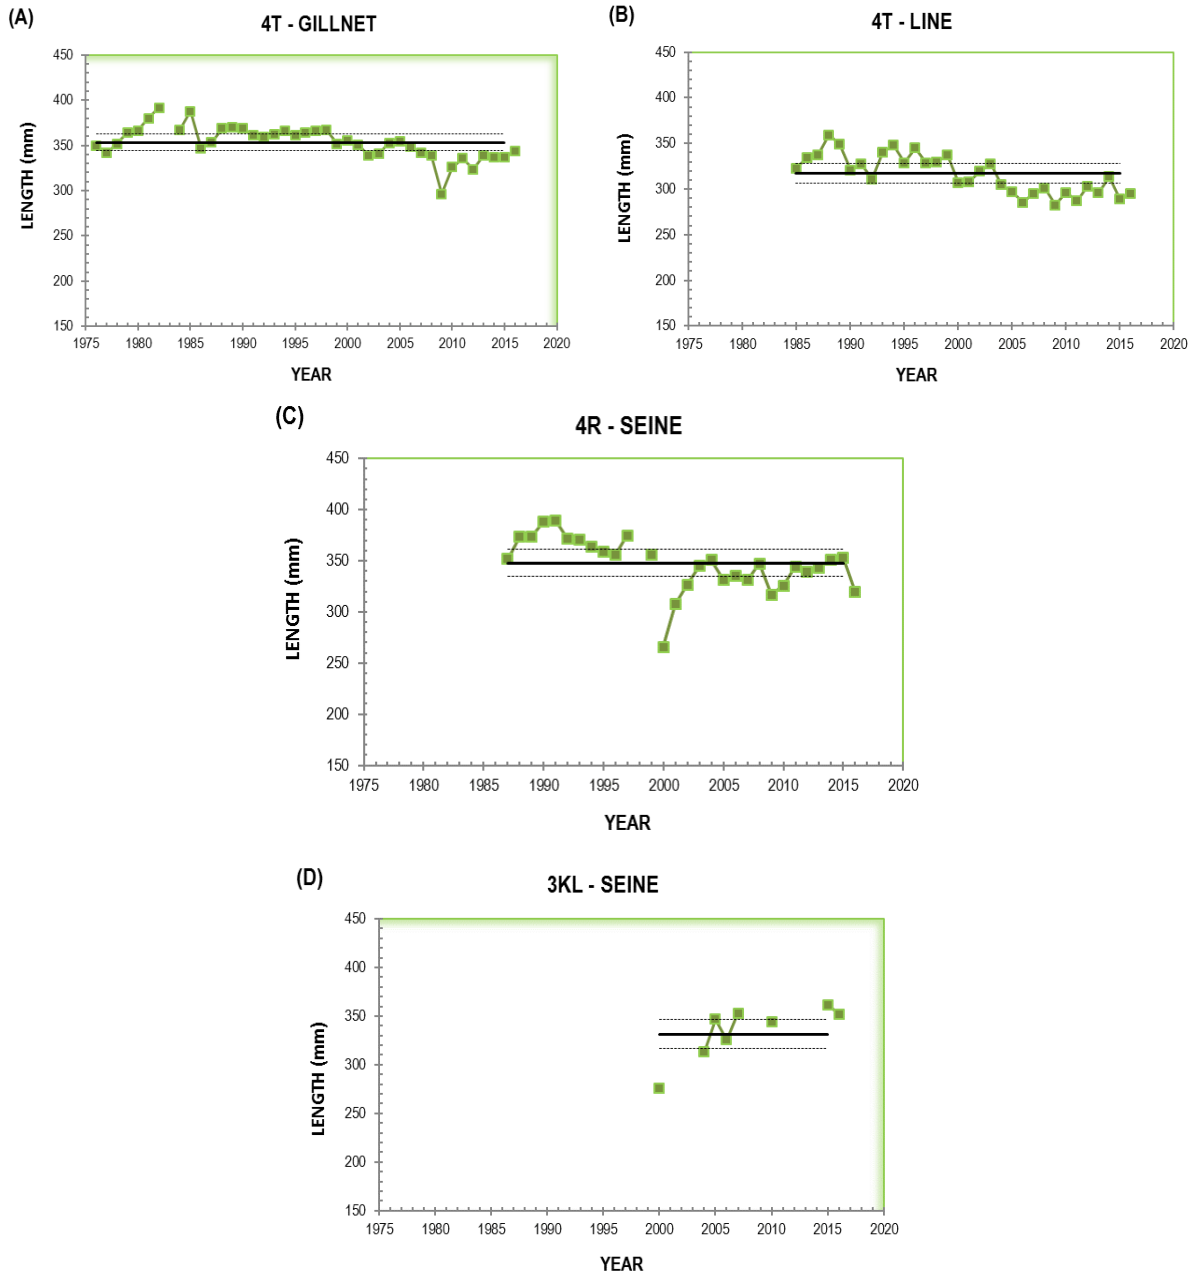 (A)
4T - GILLNET
450
400
350
300
250
200
150
LENGTH (mm)
1975 1980 1985 1990 1995 2000 2005 2010 2015 2020
YEAR
(B)
4T - LINE
450
400
350
300
250
200
150
LENGTH (mm)
1975 1980 1985 1990 1995 2000 2005 2010 2015 2020
YEAR
(C)
4R - SEINE
450
400
350
300
250
200
150
LENGTH (mm)
1975 1980 1985 1990 1995 2000 2005 2010 2015 2020
YEAR
(D)
3KL - SEINE
450
400
350
300
250
200
150
LENGTH (mm)
1975 1980 1985 1990 1995 2000 2005 2010 2015 2020
YEAR